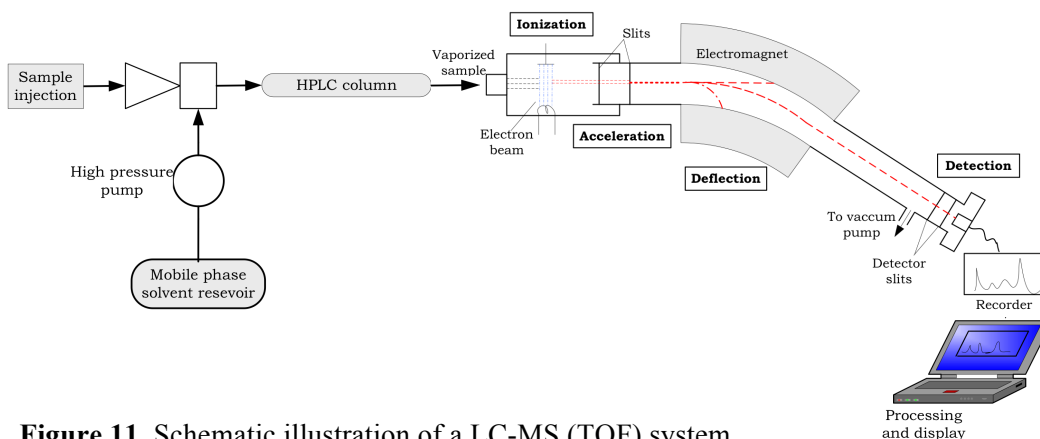 Ionization
Slits
Electromagnet
Vaporized
sample
Sample
injection
HPLC column
Electron
beam
Acceleration
High pressure
pump
Deflection
Detection
To vaccum
pump
Detector
slits
Mobile phase
solvent resevoir
Recorder
Processing
and display
Figure 11. Schematic illustration of a LC-MS (TOF) system